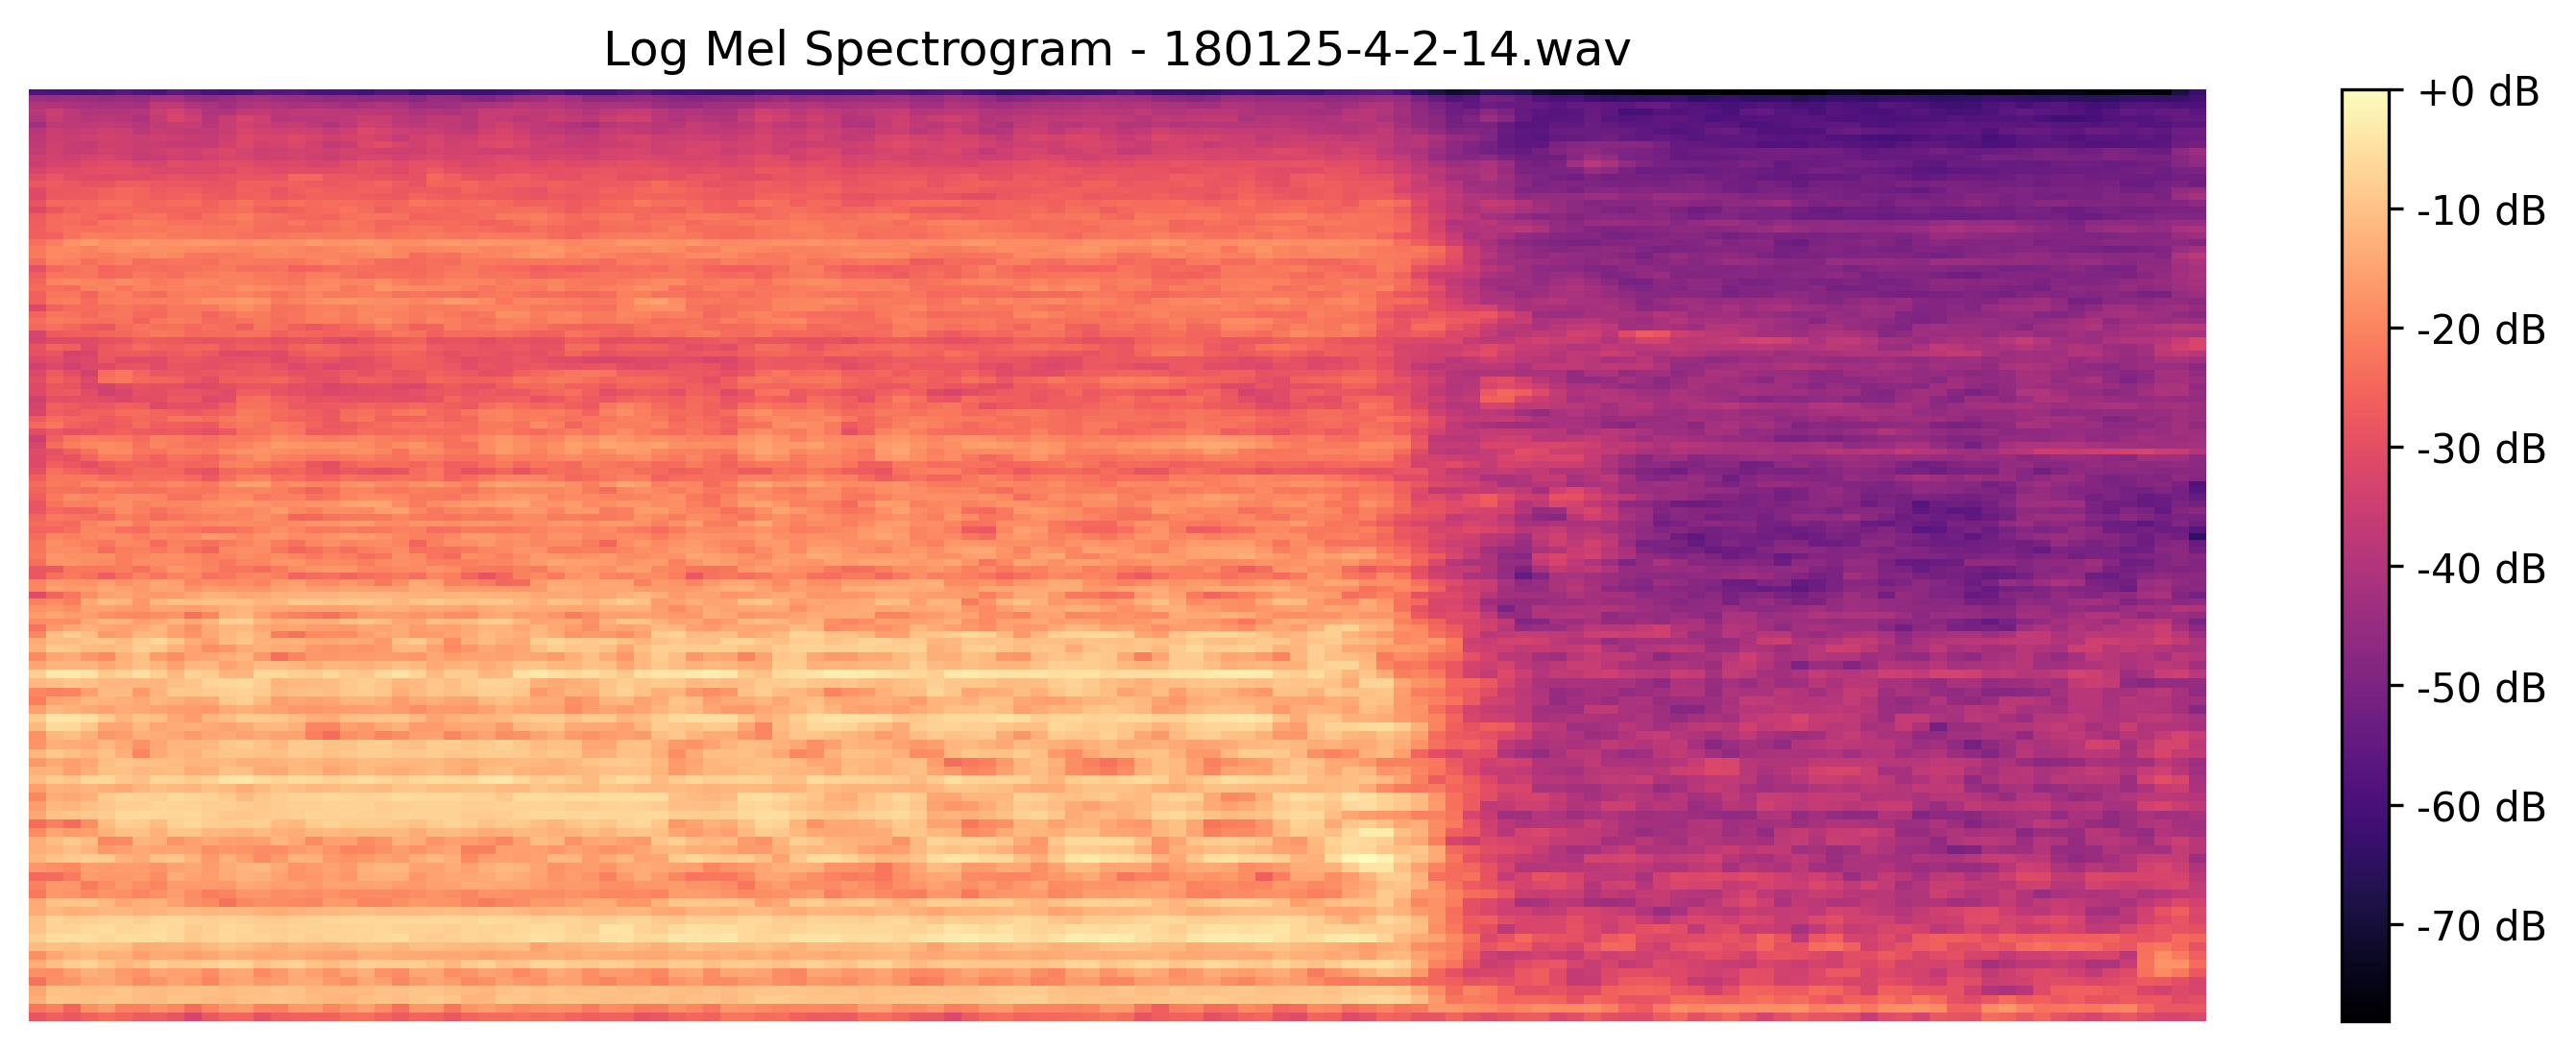 Log Mel Spectrogram - 180125-4-2-14.wav
+0 dB
-10 dB
-20 dB
-30 dB
-40 dB
-50 dB
-60 dB
-70 dB